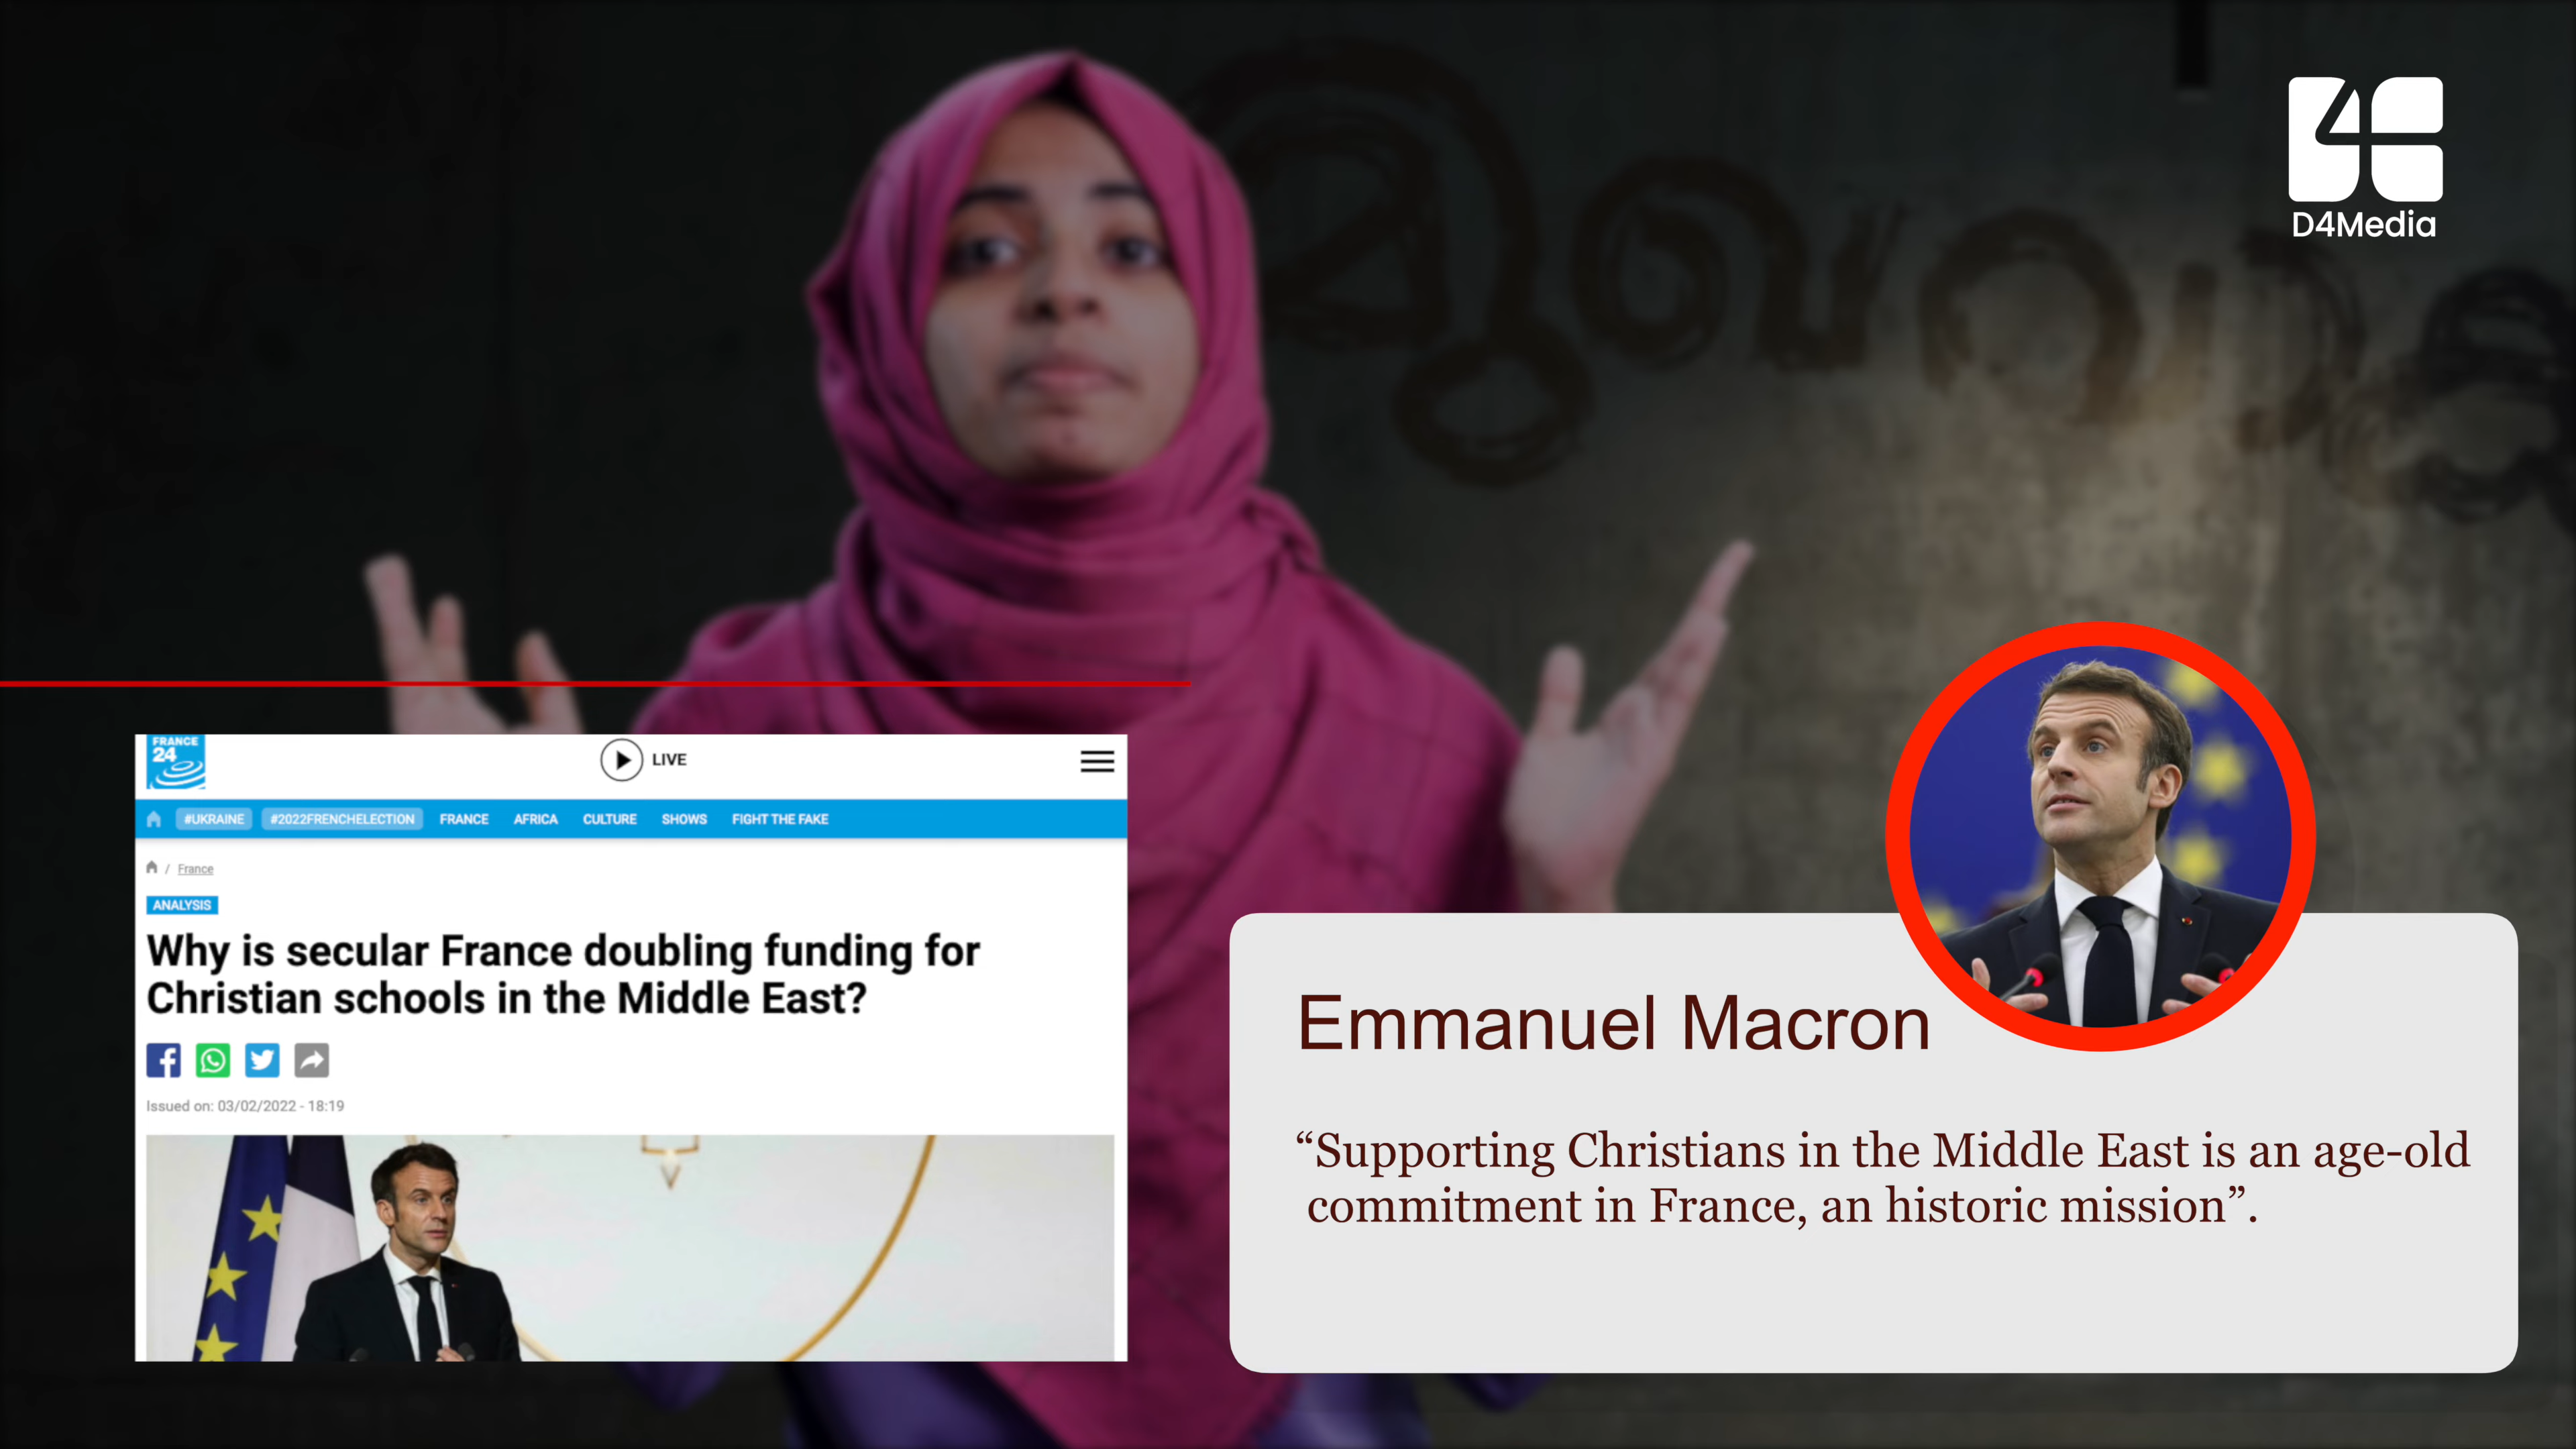 D4Media
FRANCE
24
LIVE
#UKRAINE #2022FRENCHELECTION FRANCE AFRICA CULTURE SHOWS FIGHT THE FAKE
/ France
ANALYSIS
Why is secular France doubling funding for
Christian schools in the Middle East?
Issued on: 03/02/2022 - 18:19
Emmanuel Macron
“Supporting Christians in the Middle East is an age-old
commitment in France, an historic mission”.